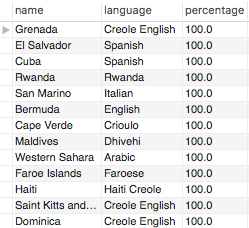 name language percentage
Grenada Creole English 100.0
El Salvador Spanish 100.0
Cuba Spanish 100.0
Rwanda Rwanda 100.0
San Marino Italian 100.0
Bermuda English 100.0
Cape Verde Crioulo 100.0
Maldives Dhivehi 100.0
Western Sahara Arabic 100.0
Faroe Islands Faroese 100.0
Haiti Haiti Creole 100.0
Saint Kitts and... Creole English 100.0
Dominica Creole English 100.0